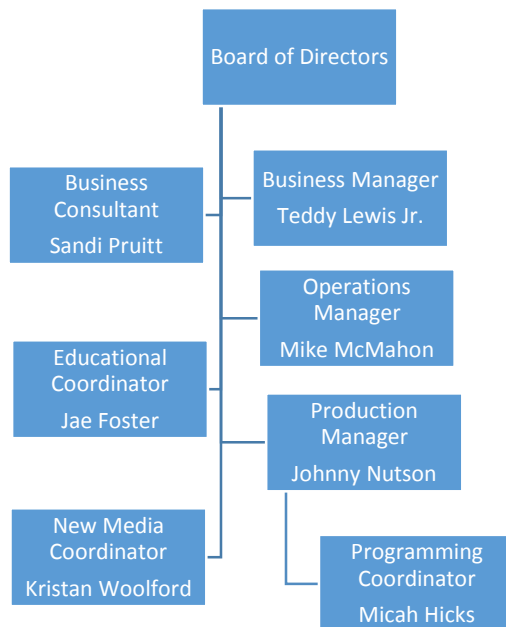 Board of Directors
Business
Consultant
Sandi Pruitt
Business Manager
Teddy Lewis Jr.
Operations
Manager
Mike McMahon
Educational
Coordinator
Jae Foster
Production
Manager
Johnny Nutson
New Media
Coordinator
Kristan Woolford
Programming
Coordinator
Micah Hicks